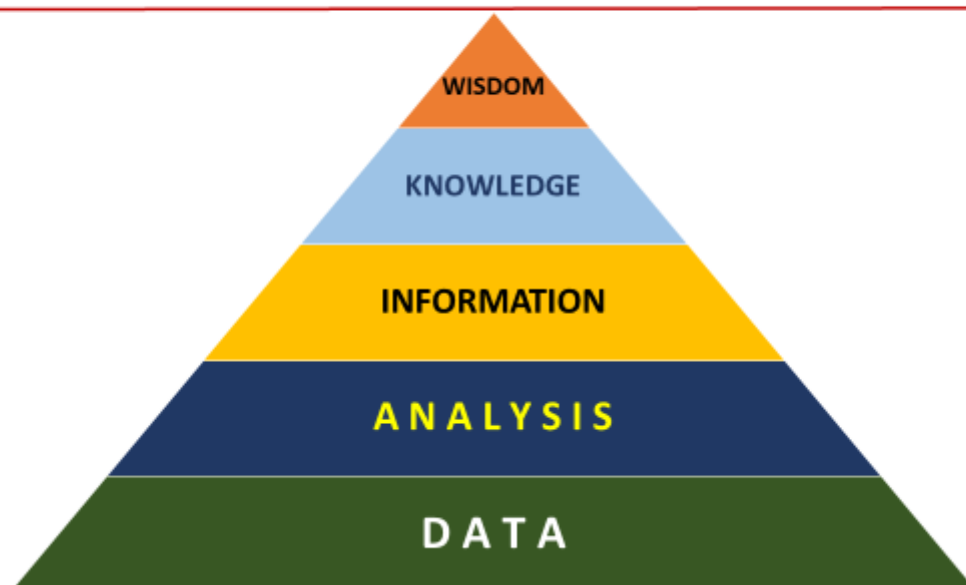 WISDOM
KNOWLEDGE
INFORMATION
ANALYSIS
DATA